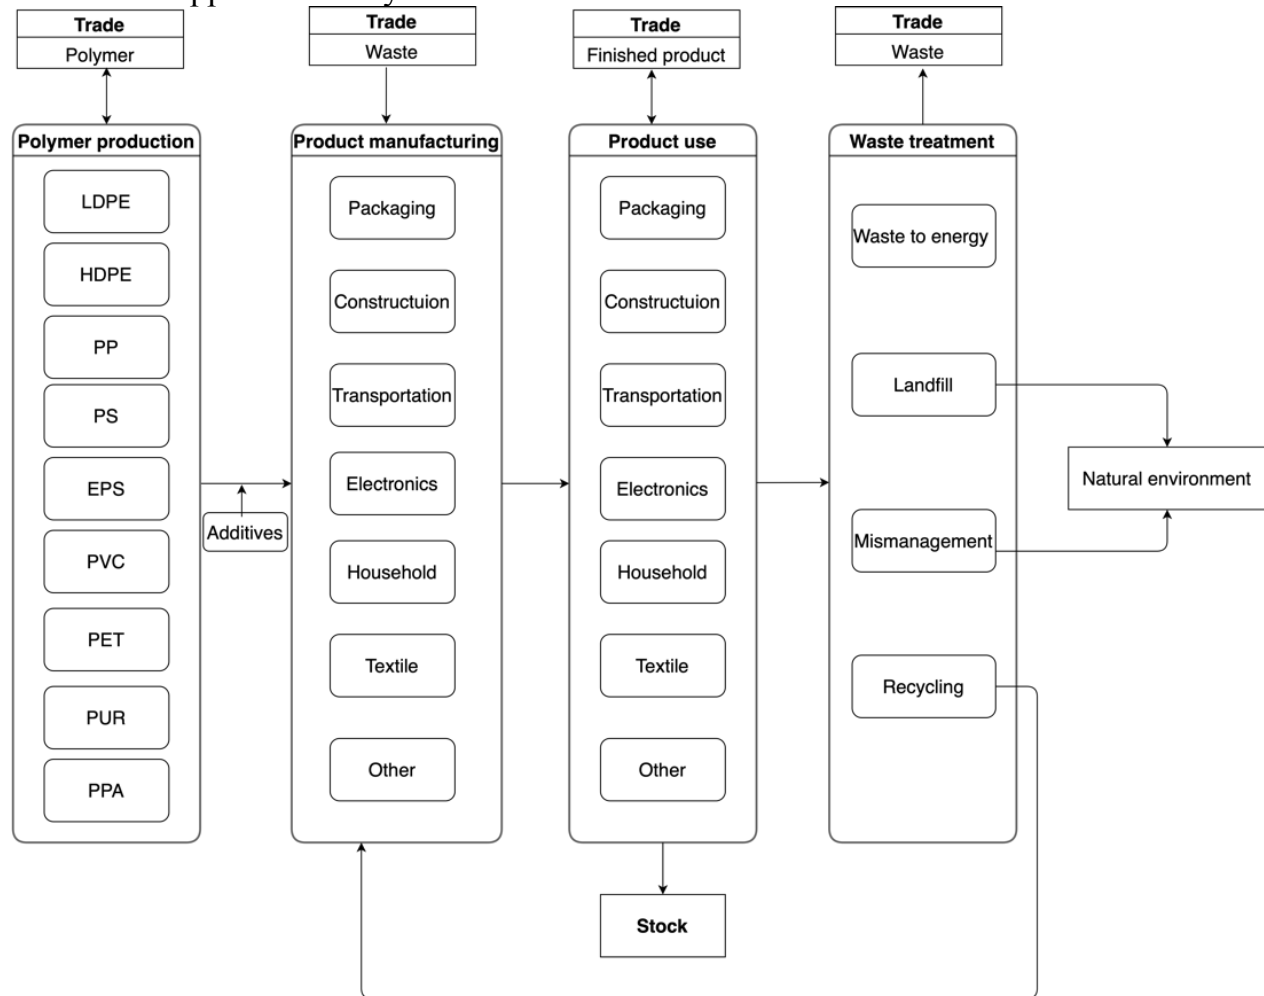 Trade
Polymer
Trade
Waste
Trade
Finished product
Trade
Waste
Polymer production
LDPE
HDPE
PP
PS
EPS
PVC
PET
PUR
PPA
Additives
Product manufacturing
Packaging
Constructuion
Transportation
Electronics
Household
Textile
Other
Product use
Packaging
Constructuion
Transportation
Electronics
Household
Textile
Other
Stock
Waste treatment
Waste to energy
Landfill
Mismanagement
Recycling
Natural environment